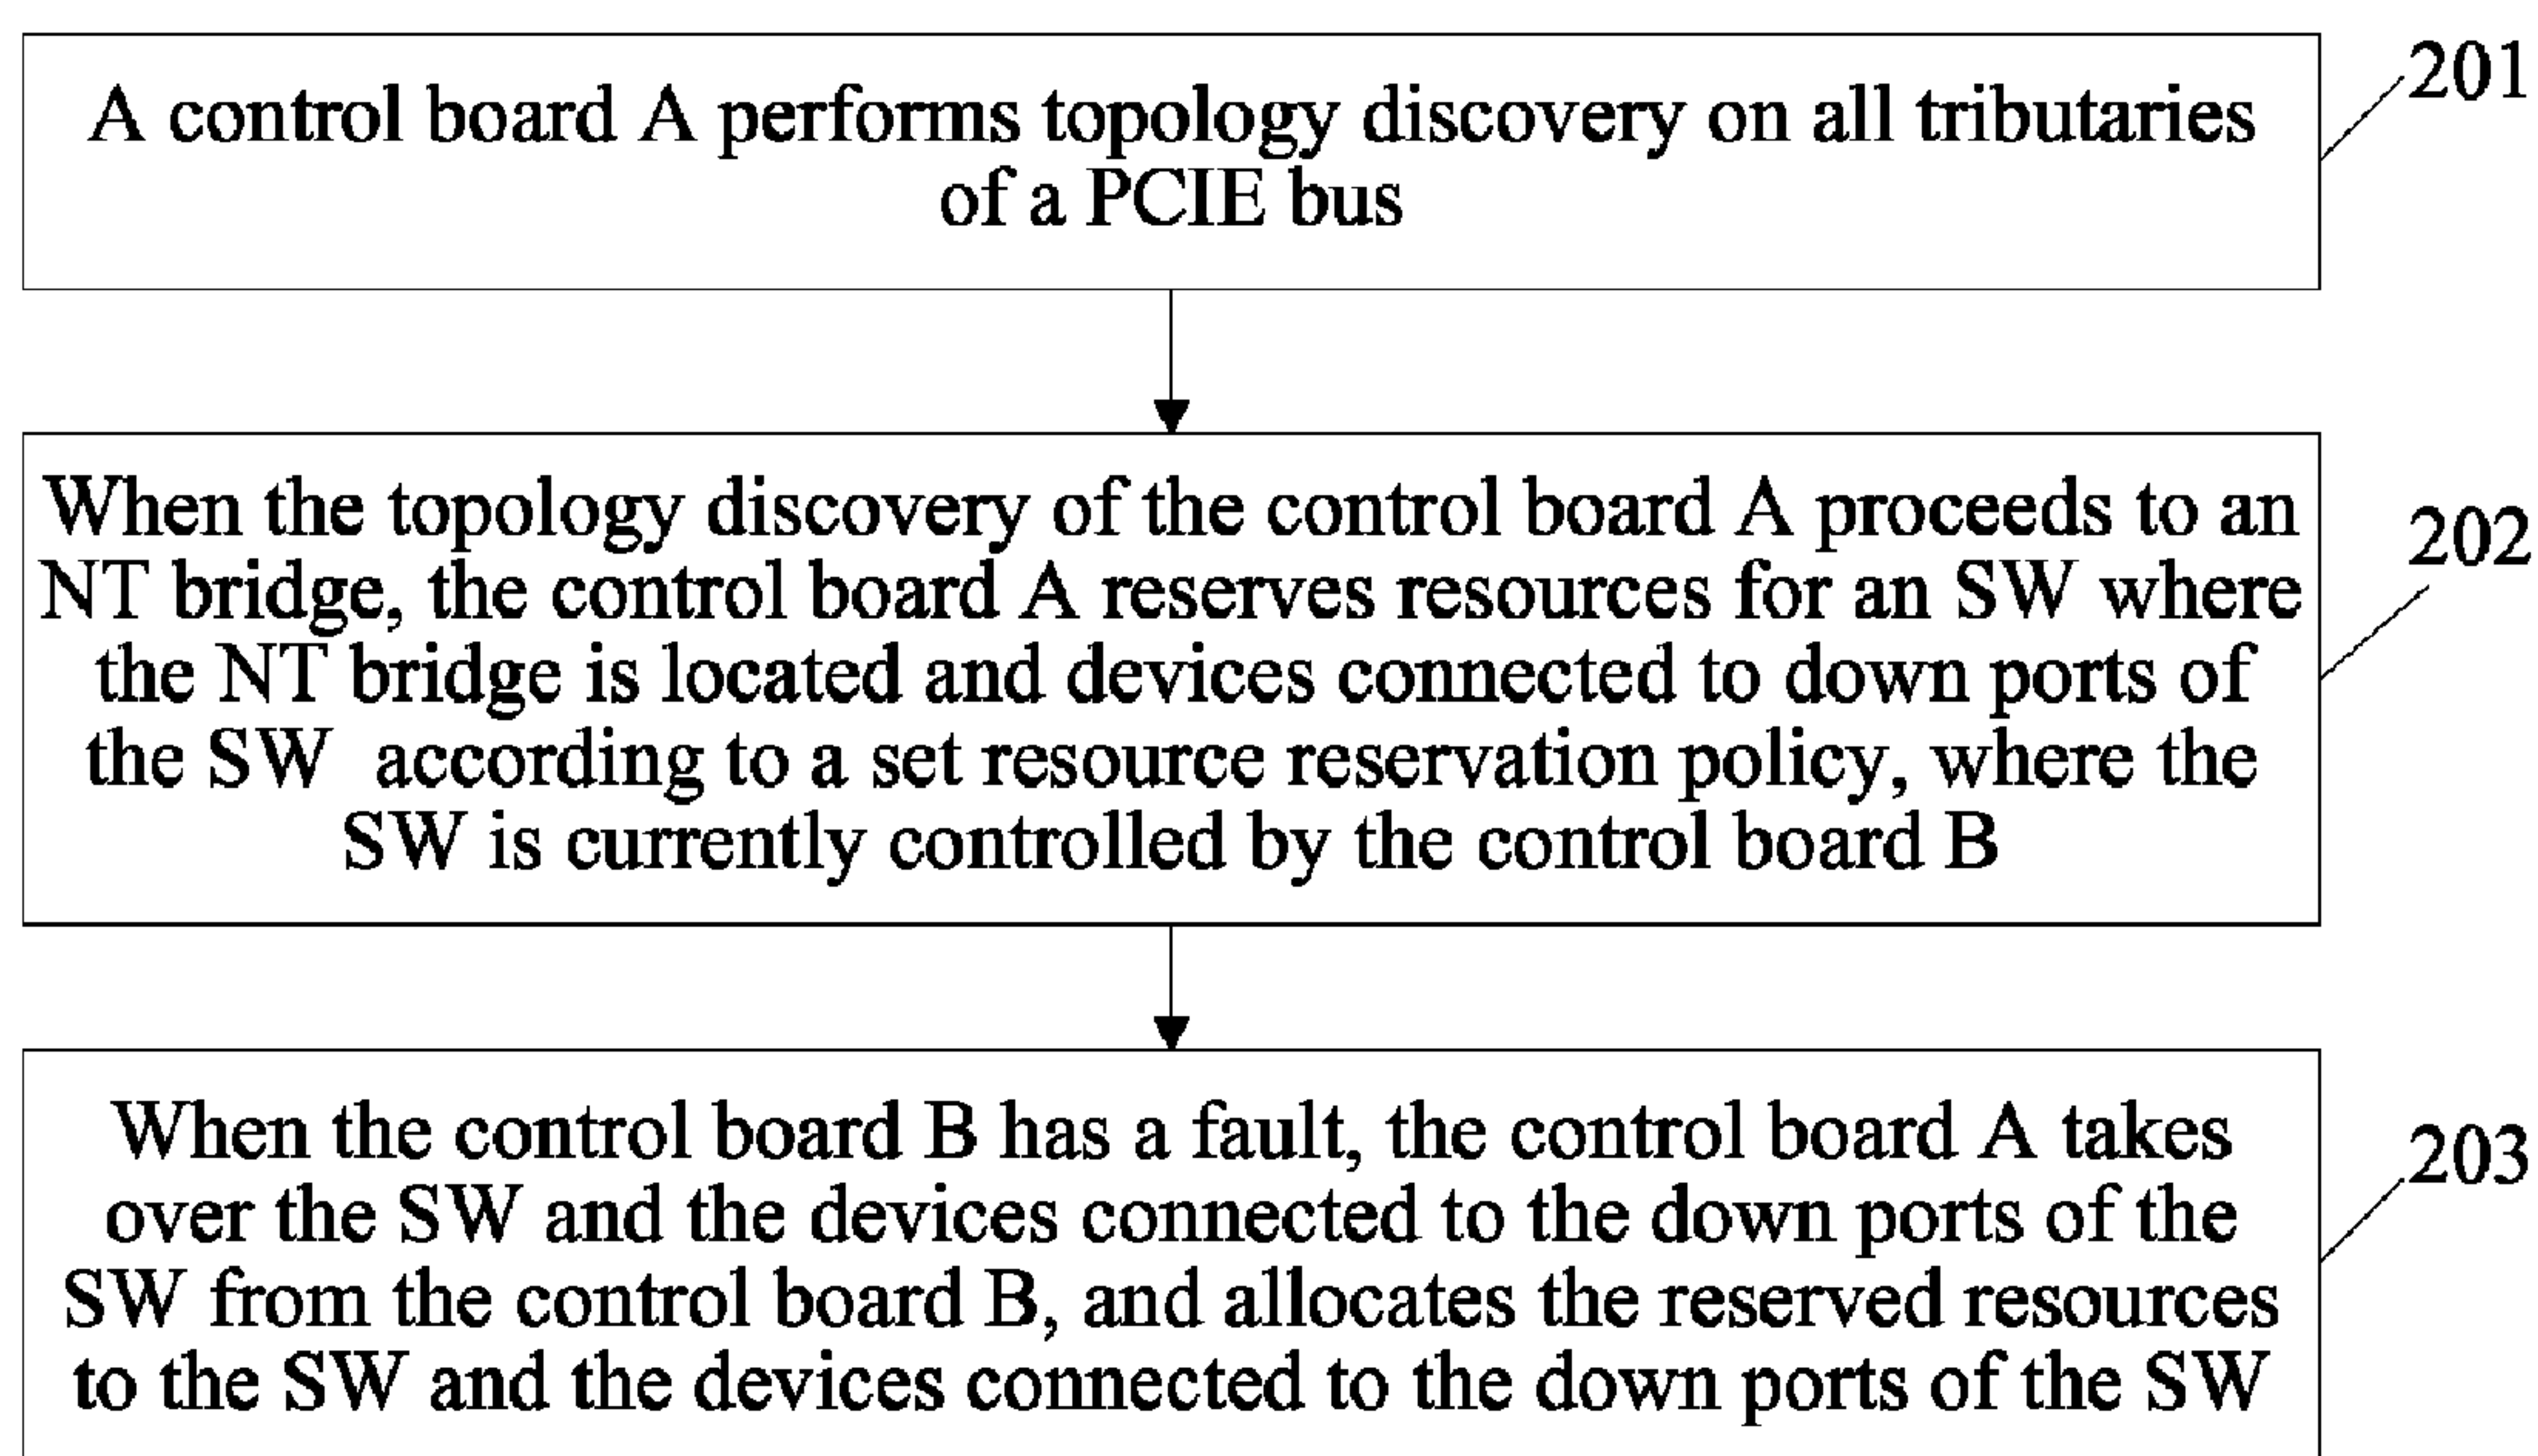 A control board A performs topology discovery on all tributaries
of a PCIE bus
201
When the topology discovery of the control board A proceeds to an
NT bridge, the control board A reserves resources for an SW where
the NT bridge is located and devices connected to down ports of
the SW according to a set resource reservation policy, where the
SW is currently controlled by the control board B
202
When the control board B has a fault, the control board A takes
over the SW and the devices connected to the down ports of the
SW from the control board B, and allocates the reserved resources
to the SW and the devices connected to the down ports of the SW
203